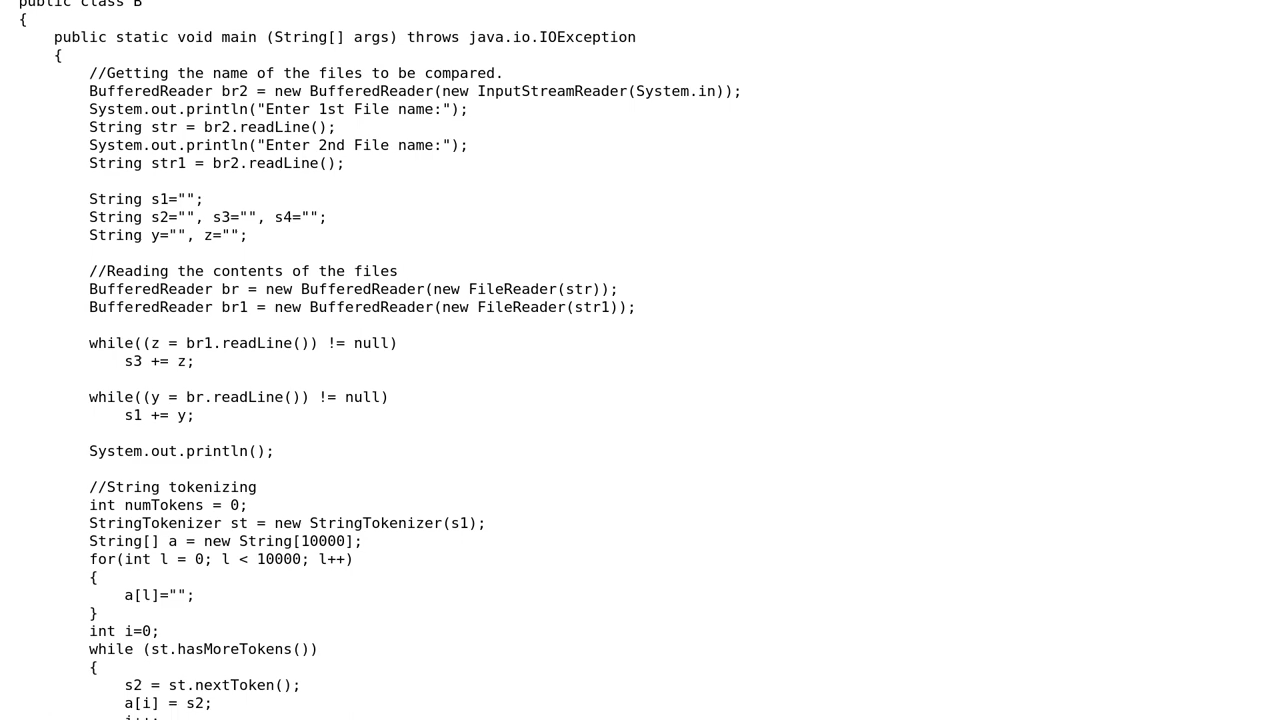 public class B
{
    public static void main (String[] args) throws java.io.IOException
    {
        //Getting the name of the files to be compared.
        BufferedReader br2 = new BufferedReader(new InputStreamReader(System.in));
        System.out.println("Enter 1st File name:");
        String str = br2.readLine();
        System.out.println("Enter 2nd File name:");
        String str1 = br2.readLine();

        String s1="";
        String s2="", s3="", s4="";
        String y="", z="";

        //Reading the contents of the files
        BufferedReader br = new BufferedReader(new FileReader(str));
        BufferedReader br1 = new BufferedReader(new FileReader(str1));

        while((z = br1.readLine()) != null)
            s3 += z;

        while((y = br.readLine()) != null)
            s1 += y;

        System.out.println();

        //String tokenizing
        int numTokens = 0;
        StringTokenizer st = new StringTokenizer(s1);
        String[] a = new String[10000];
        for(int l = 0; l < 10000; l++)
        {
            a[l]="";
        }
        int i=0;
        while (st.hasMoreTokens())
        {
            s2 = st.nextToken();
            a[i] = s2;
            i++;